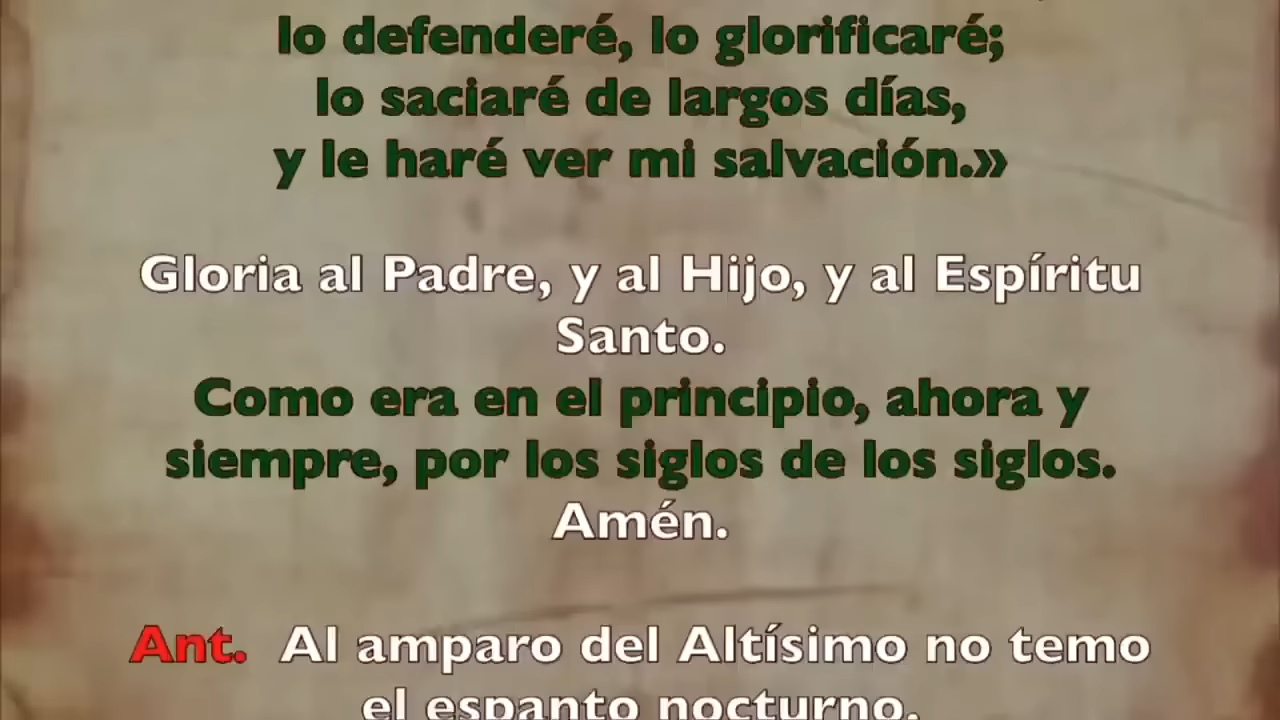 lo defenderé, lo glorificaré;
lo saciaré de largos días,
y le haré ver mi salvación.»
Gloria al Padre, y al Hijo, y al Espíritu
Santo.
Como era en el principio, ahora y
siempre, por los siglos de los siglos.
Amén.
Ant. Al amparo del Altísimo no temo
el espanto nocturno.